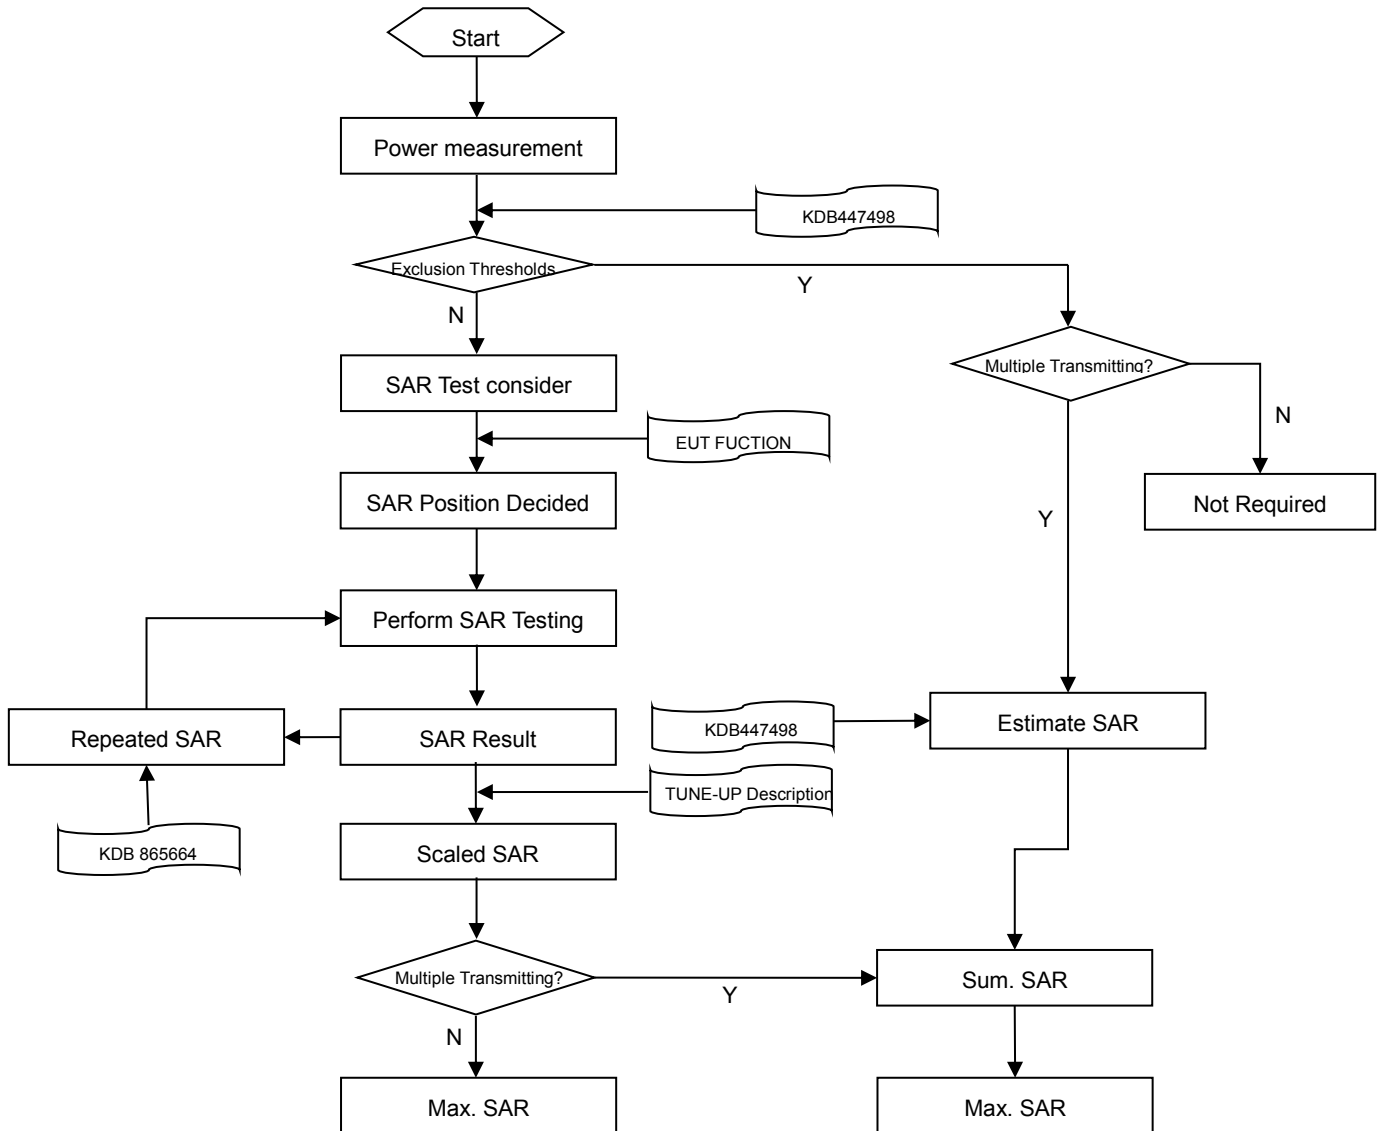 Start
Power measurement
KDB447498
Exclusion Thresholds
Y
N
Multiple Transmitting?
SAR Test consider
N
EUT FUCTION
SAR Position Decided
Not Required
Y
Perform SAR Testing
Repeated SAR
SAR Result
KDB447498
Estimate SAR
TUNE-UP Description
KDB 865664
Scaled SAR
Multiple Transmitting?
Y
Sum. SAR
N
Max. SAR
Max. SAR